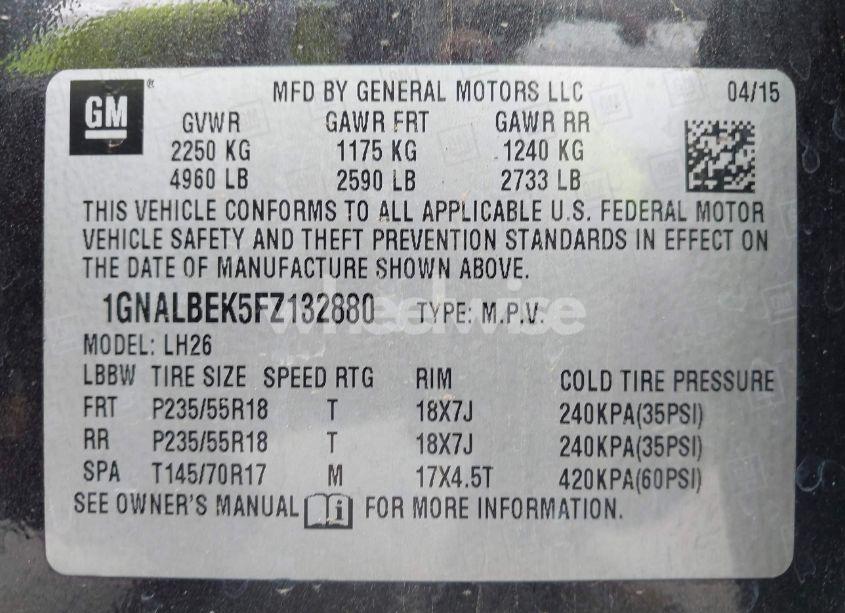 GM
MFD BY GENERAL MOTORS LLC 04/15
GVWR GAWR FRT GAWR RR
2250 KG 1175 KG 1240 KG
4960 LB 2590 LB 2733 LB
THIS VEHICLE CONFORMS TO ALL APPLICABLE U.S. FEDERAL MOTOR
VEHICLE SAFETY AND THEFT PREVENTION STANDARDS IN EFFECT ON
THE DATE OF MANUFACTURE SHOWN ABOVE.
1GNALBEK5FZ132880 TYPE: M.P.V.
wheelwise
MODEL: LH26
LBBW TIRE SIZE SPEED RTG RIM COLD TIRE PRESSURE
FRT P235/55R18 T 18X7J 240KPA(35PSI)
RR P235/55R18 T 18X7J 240KPA(35PSI)
SPA T145/70R17 M 17X4.5T 420KPA(60PSI)
SEE OWNER'S MANUAL i FOR MORE INFORMATION.